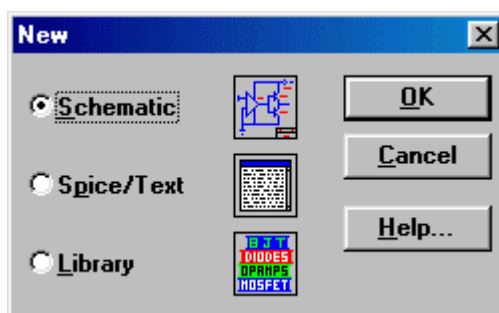 New
Schematic
OK
Spice/Text
Cancel
Library
Help...
BJT
DIODES
OPAMPS
MOSFET